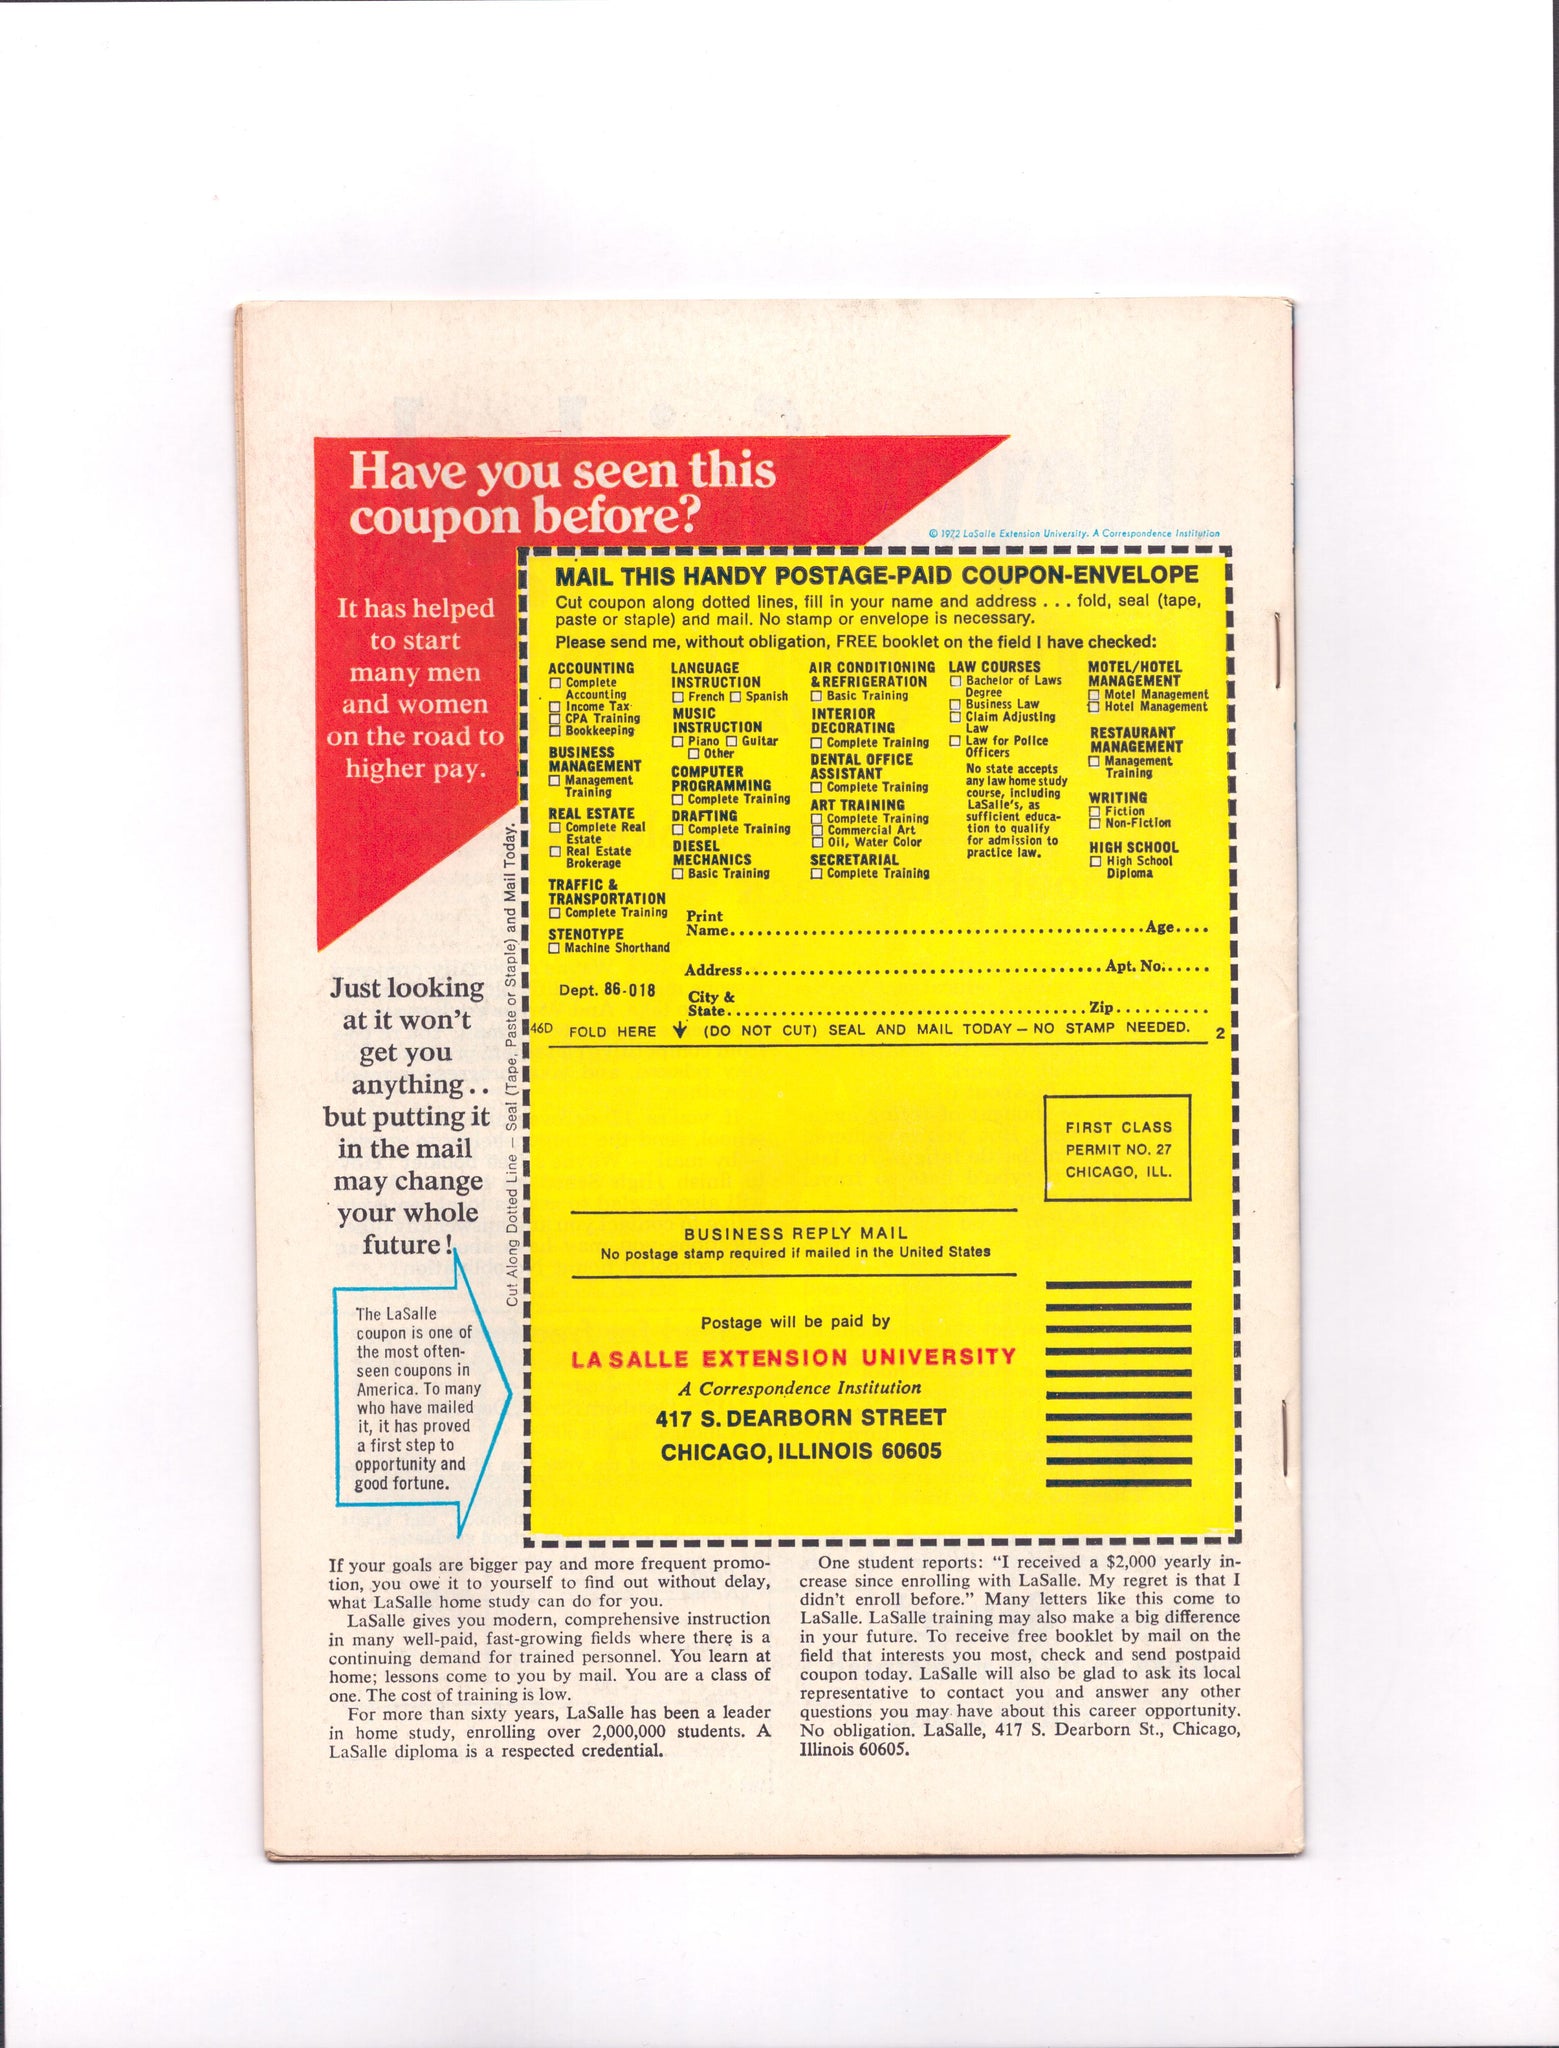 Have you seen this
coupon before?
© 1972 LaSalle Extension University. A Correspondence Institution
It has helped
to start
many men
and women
on the road to
higher pay.
Just looking
at it won't
get you
anything..
but putting it
in the mail
may change
your whole
future!
The LaSalle
coupon is one of
the most often-
seen coupons in
America. To many
who have mailed
it, it has proved
a first step to
opportunity and
good fortune.
Cut Along Dotted Line — Seal (Tape, Paste or Staple) and Mail Today.
MAIL THIS HANDY POSTAGE-PAID COUPON-ENVELOPE
Cut coupon along dotted lines, fill in your name and address . . . fold, seal (tape,
paste or staple) and mail. No stamp or envelope is necessary.
Please send me, without obligation, FREE booklet on the field I have checked:
ACCOUNTING
☐ Complete
Accounting
☐ Income Tax
☐ CPA Training
☐ Bookkeeping
BUSINESS
MANAGEMENT
☐ Management
Training
REAL ESTATE
☐ Complete Real
Estate
☐ Real Estate
Brokerage
TRAFFIC &
TRANSPORTATION
☐ Complete Training
STENOTYPE
☐ Machine Shorthand
LANGUAGE
INSTRUCTION
☐ French ☐ Spanish
MUSIC
INSTRUCTION
☐ Piano ☐ Guitar
☐ Other
COMPUTER
PROGRAMMING
☐ Complete Training
DRAFTING
☐ Complete Training
DIESEL
MECHANICS
☐ Basic Training
AIR CONDITIONING
& REFRIGERATION
☐ Basic Training
INTERIOR
DECORATING
☐ Complete Training
DENTAL OFFICE
ASSISTANT
☐ Complete Training
ART TRAINING
☐ Complete Training
☐ Commercial Art
☐ Oil, Water Color
SECRETARIAL
☐ Complete Training
LAW COURSES
☐ Bachelor of Laws
Degree
☐ Business Law
☐ Claim Adjusting
Law
☐ Law for Police
Officers
No state accepts
any law home study
course, including
LaSalle's, as
sufficient educa-
tion to qualify
for admission to
practice law.
MOTEL/HOTEL
MANAGEMENT
☐ Motel Management
☐ Hotel Management
RESTAURANT
MANAGEMENT
☐ Management
Training
WRITING
☐ Fiction
☐ Non-Fiction
HIGH SCHOOL
☐ High School
Diploma
Print
Name.............................................Age....
Address.......................................Apt. No......
Dept. 86-018
City &
State.............................................Zip..........
46D FOLD HERE ↓ (DO NOT CUT) SEAL AND MAIL TODAY — NO STAMP NEEDED. 2
FIRST CLASS
PERMIT NO. 27
CHICAGO, ILL.
BUSINESS REPLY MAIL
No postage stamp required if mailed in the United States
Postage will be paid by
LA SALLE EXTENSION UNIVERSITY
A Correspondence Institution
417 S. DEARBORN STREET
CHICAGO, ILLINOIS 60605
If your goals are bigger pay and more frequent promo-
tion, you owe it to yourself to find out without delay,
what LaSalle home study can do for you.
LaSalle gives you modern, comprehensive instruction
in many well-paid, fast-growing fields where there is a
continuing demand for trained personnel. You learn at
home; lessons come to you by mail. You are a class of
one. The cost of training is low.
For more than sixty years, LaSalle has been a leader
in home study, enrolling over 2,000,000 students. A
LaSalle diploma is a respected credential.
One student reports: "I received a $2,000 yearly in-
crease since enrolling with LaSalle. My regret is that I
didn't enroll before." Many letters like this come to
LaSalle. LaSalle training may also make a big difference
in your future. To receive free booklet by mail on the
field that interests you most, check and send postpaid
coupon today. LaSalle will also be glad to ask its local
representative to contact you and answer any other
questions you may have about this career opportunity.
No obligation. LaSalle, 417 S. Dearborn St., Chicago,
Illinois 60605.